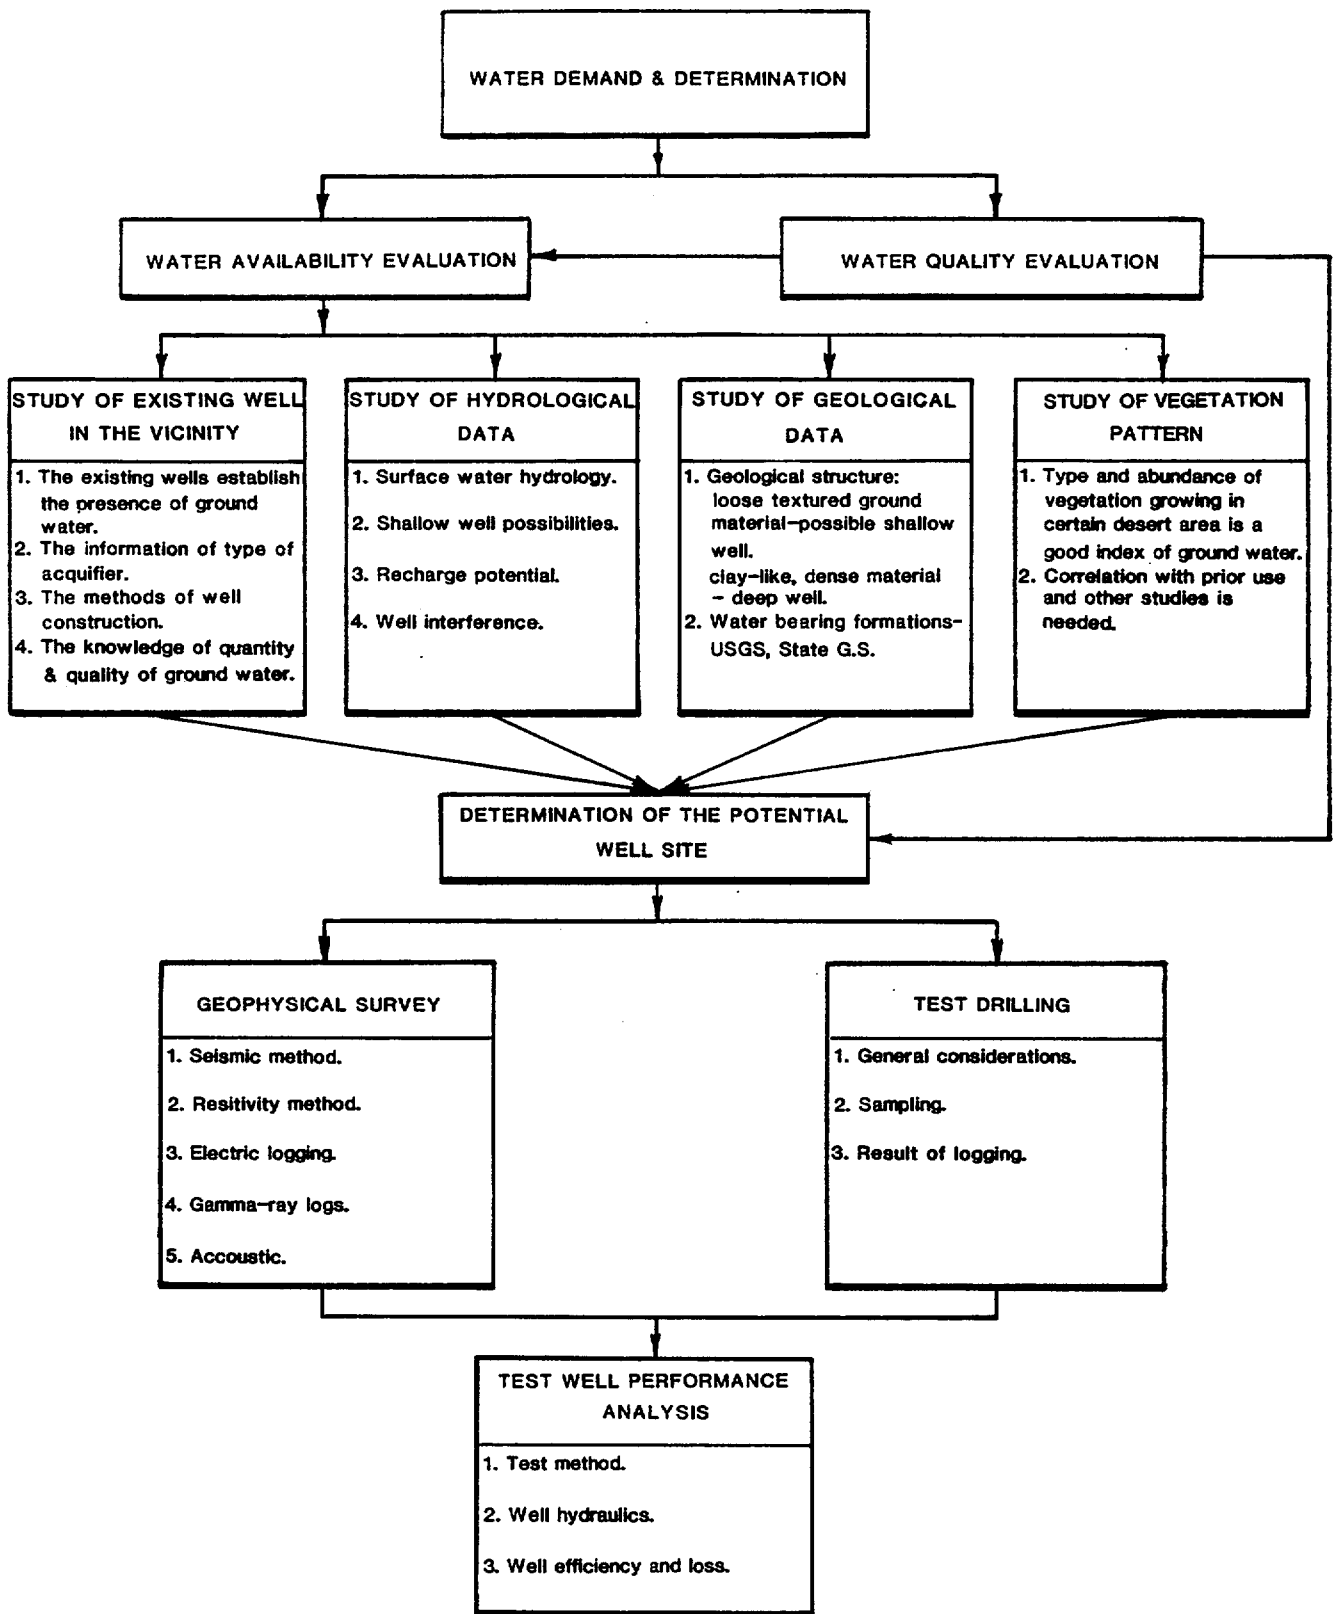 WATER DEMAND & DETERMINATION
WATER AVAILABILITY EVALUATION
WATER QUALITY EVALUATION
STUDY OF EXISTING WELL
IN THE VICINITY
1. The existing wells establish
the presence of ground
water.
2. The information of type of
acquifier.
3. The methods of well
construction.
4. The knowledge of quantity
& quality of ground water.
STUDY OF HYDROLOGICAL
DATA
1. Surface water hydrology.
2. Shallow well possibilities.
3. Recharge potential.
4. Well interference.
STUDY OF GEOLOGICAL
DATA
1. Geological structure:
loose textured ground
material-possible shallow
well.
clay-like, dense material
- deep well.
2. Water bearing formations-
USGS, State G.S.
STUDY OF VEGETATION
PATTERN
1. Type and abundance of
vegetation growing in
certain desert area is a
good index of ground water.
2. Correlation with prior use
and other studies is
needed.
DETERMINATION OF THE POTENTIAL
WELL SITE
GEOPHYSICAL SURVEY
1. Seismic method.
2. Resitivity method.
3. Electric logging.
4. Gamma-ray logs.
5. Accoustic.
TEST DRILLING
1. General considerations.
2. Sampling.
3. Result of logging.
TEST WELL PERFORMANCE
ANALYSIS
1. Test method.
2. Well hydraulics.
3. Well efficiency and loss.